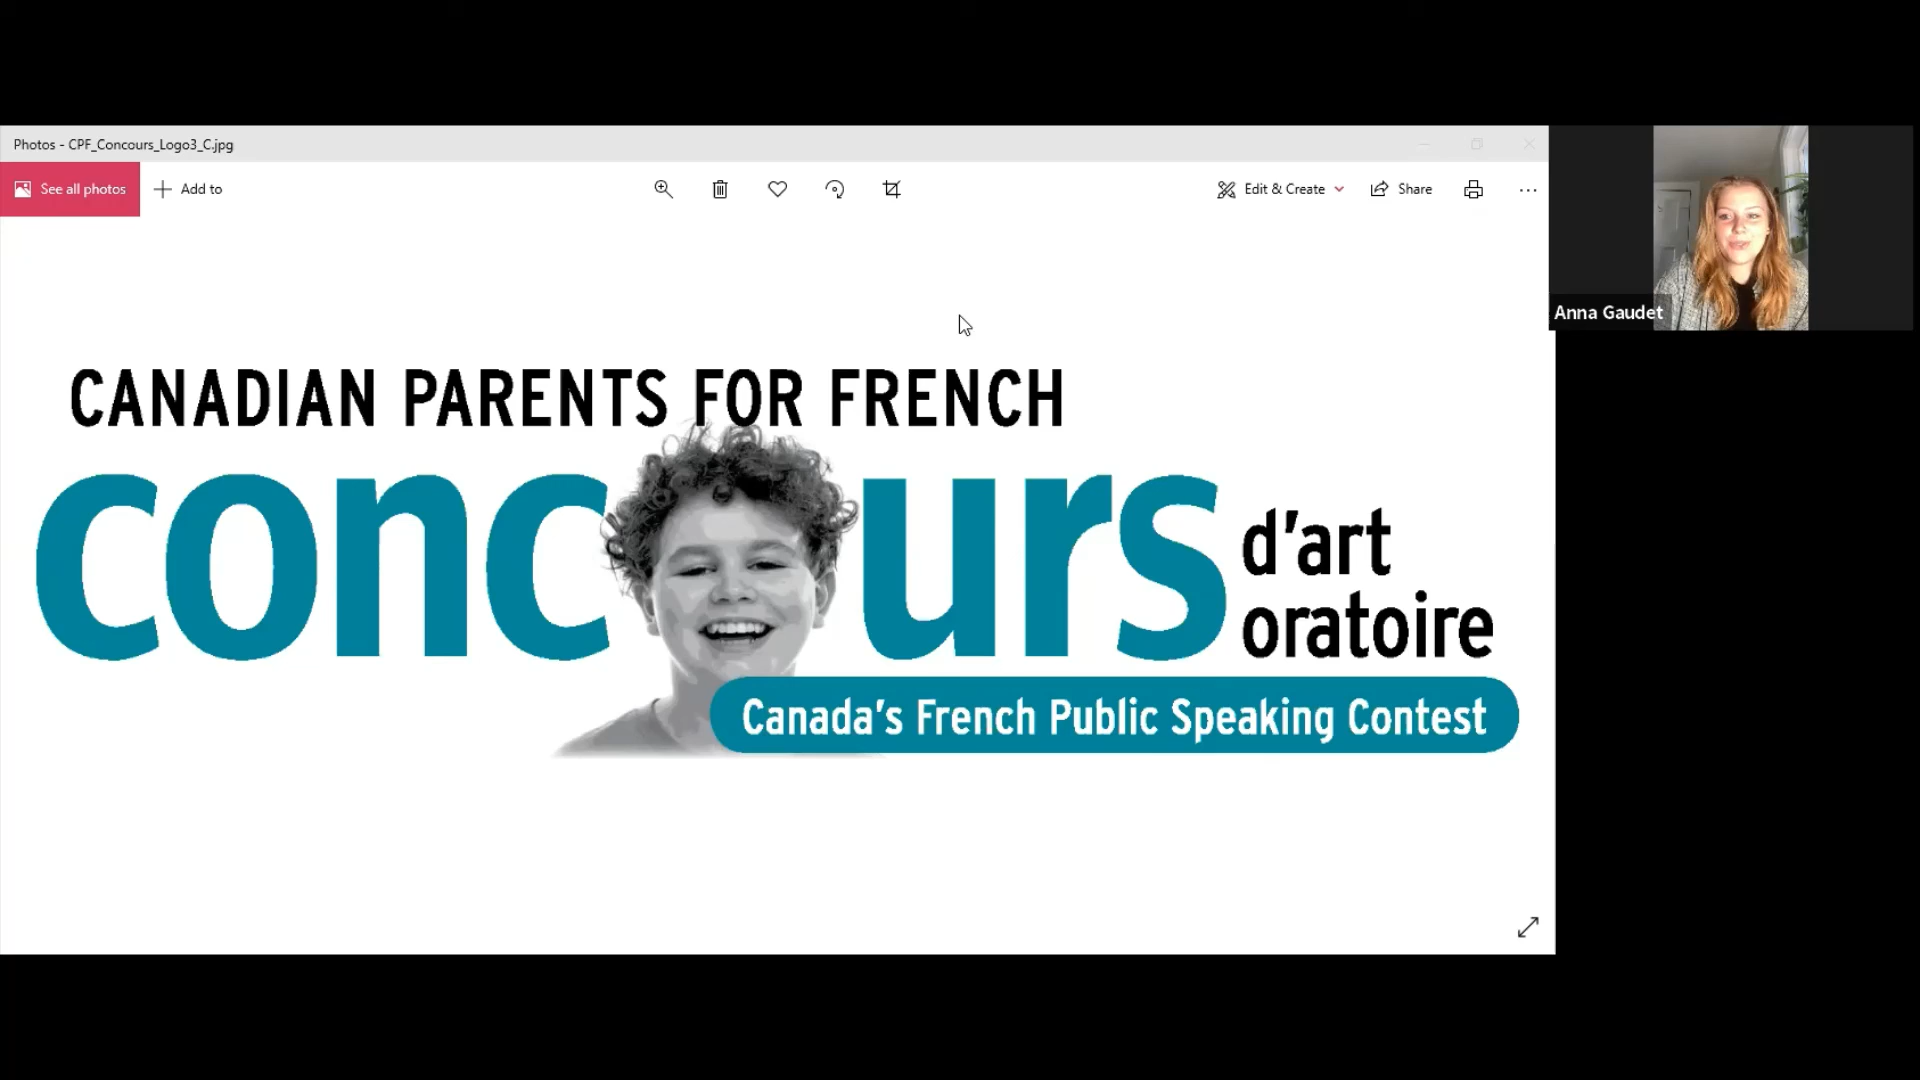 Photos - CPF_Concours_Logo3_C.jpg
See all photos
Add to
Edit & Create
Share
Anna Gaudet
CANADIAN PARENTS FOR FRENCH
concours
d'art
oratoire
Canada's French Public Speaking Contest